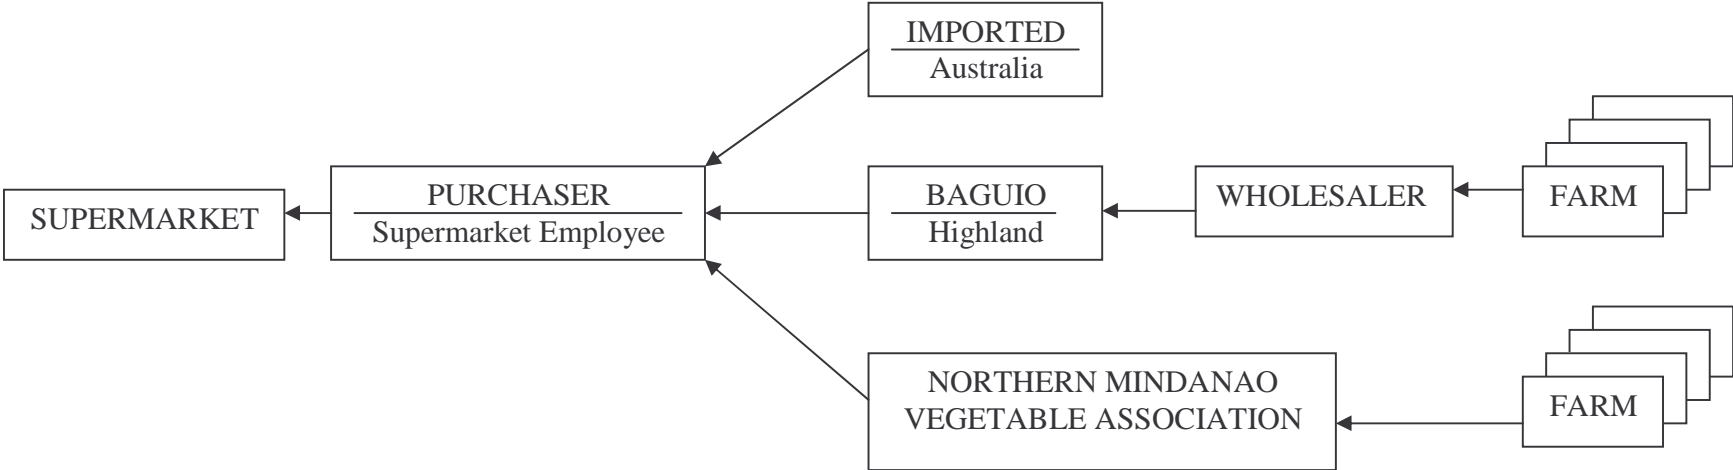 IMPORTED
Australia
SUPERMARKET
PURCHASER
Supermarket Employee
BAGUIO
Highland
WHOLESALER
FARM
NORTHERN MINDANAO
VEGETABLE ASSOCIATION
FARM